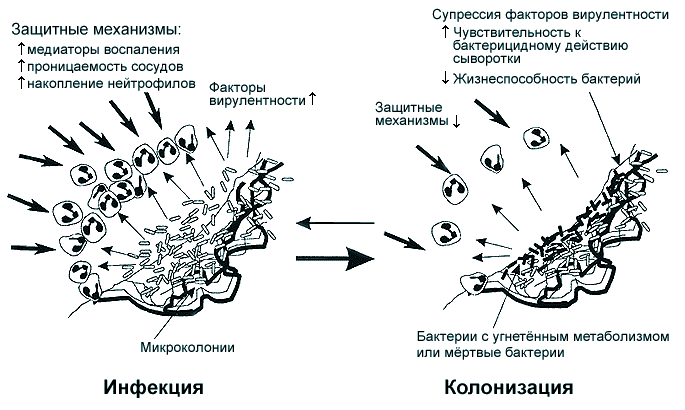 Защитные механизмы:
↑медиаторы воспаления
↑проницаемость сосудов
↑накопление нейтрофилов
Факторы
вирулентности↑
Микроколонии
Инфекция
Супрессия факторов вирулентности
↑ Чувствительность к
бактерицидному действию
сыворотки
↓ Жизнеспособность бактерий
Защитные
механизмы↓
Бактерии с угнетённым метаболизмом
или мёртвые бактерии
Колонизация